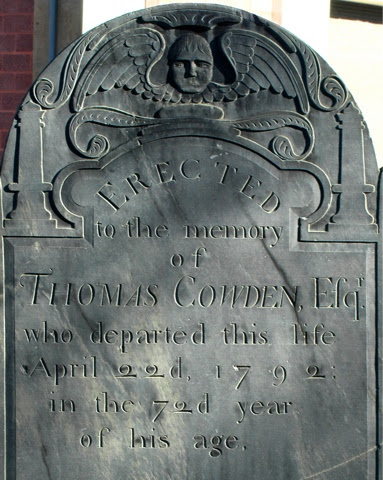 ERECTED
to the memory
of
THOMAS COWDEN, Esqr.
who departed this life
April 22d, 1792:
in the 72d year
of his age.